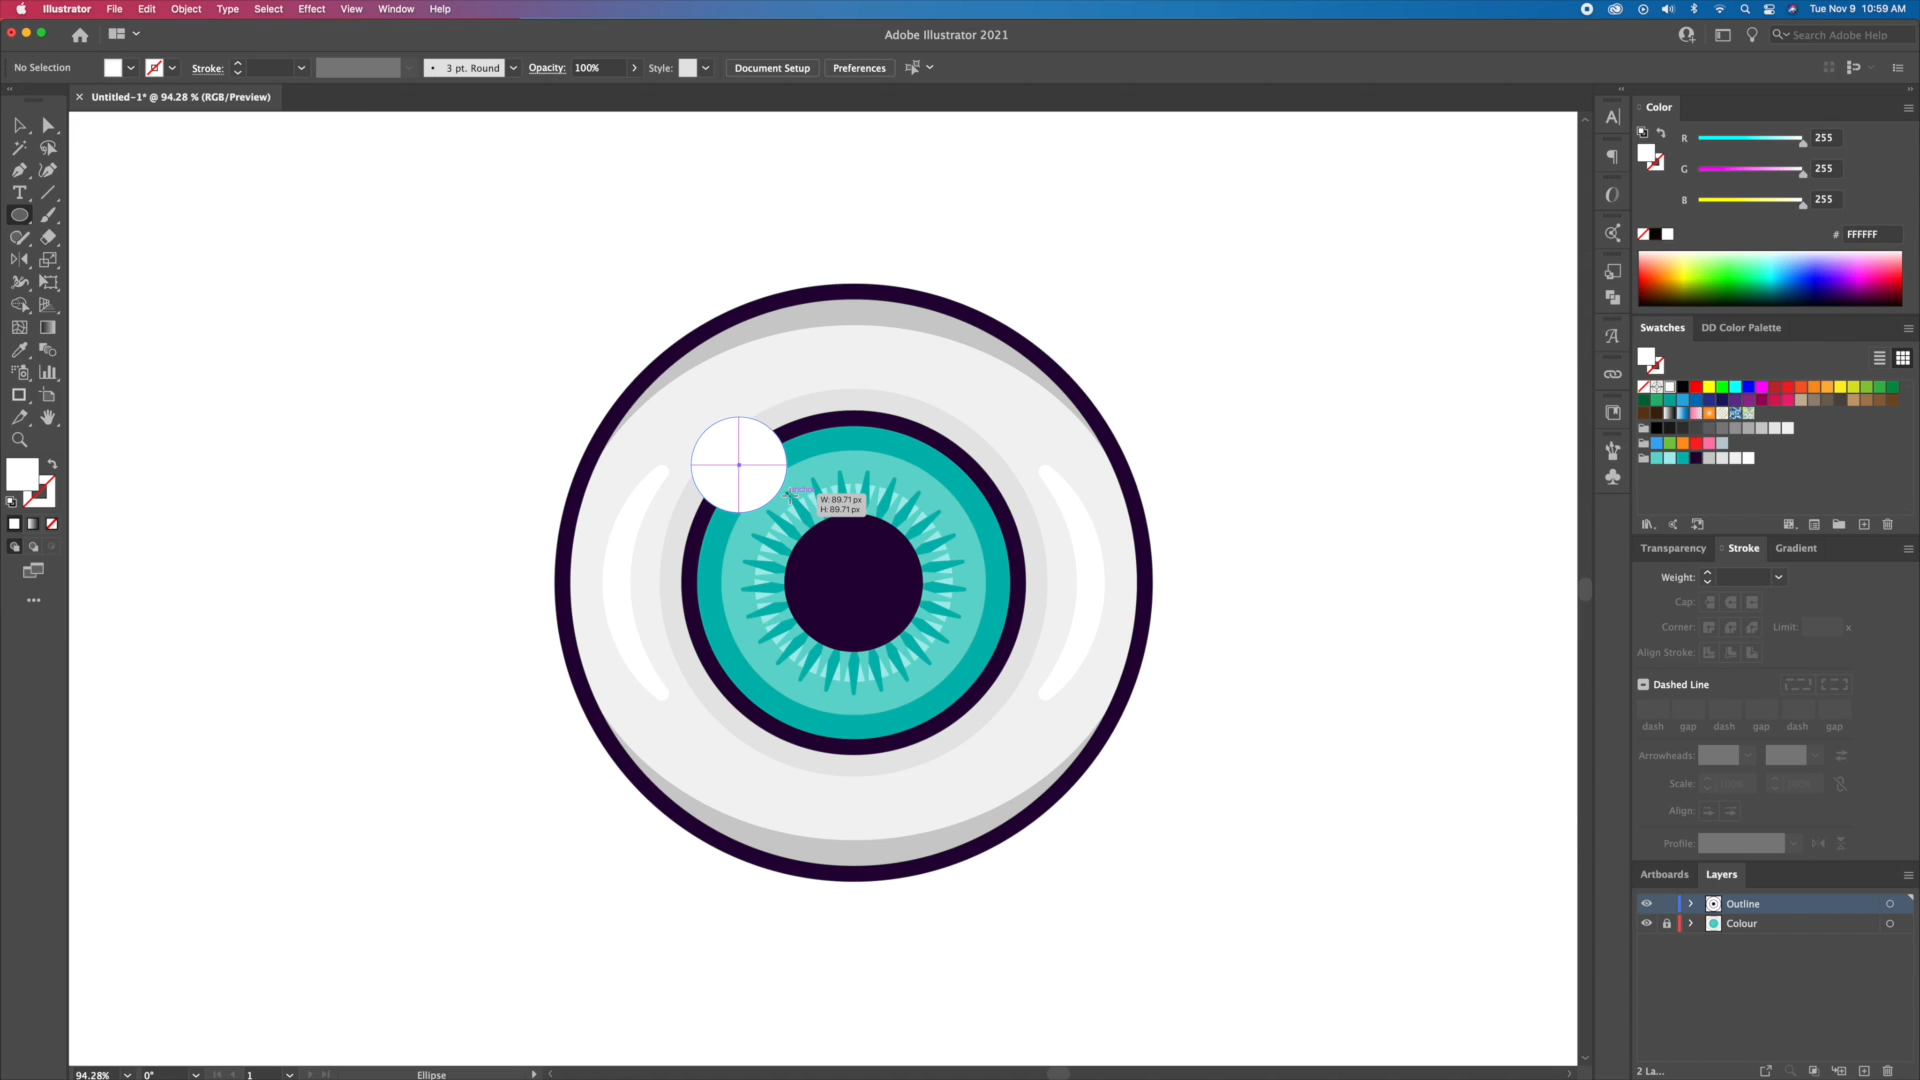 Illustrator File Edit Object Type Select Effect View Window Help Tue Nov 9 10:59 AM
Adobe Illustrator 2021 Search Adobe Help
No Selection Stroke: 3 pt. Round Opacity: 100% Style: Document Setup Preferences
Untitled-1* @ 94.28 % (RGB/Preview)
Color
R 255
G 255
B 255
# FFFFFF
Swatches DD Color Palette
W: 89.71 px
H: 89.71 px
Transparency Stroke Gradient
Weight:
Cap:
Corner: Limit: x
Align Stroke:
Dashed Line
dash gap dash gap dash gap
Arrowheads:
Scale:
Align:
Profile:
Artboards Layers
Outline
Colour
2 La...
94.28% 0° 1 Ellipse